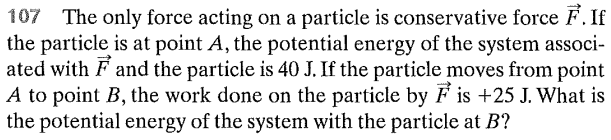 107 The only force acting on a particle is conservative force $\vec{F}$. If
the particle is at point A, the potential energy of the system associ-
ated with $\vec{F}$ and the particle is 40 J. If the particle moves from point
A to point B, the work done on the particle by $\vec{F}$ is +25 J. What is
the potential energy of the system with the particle at B?